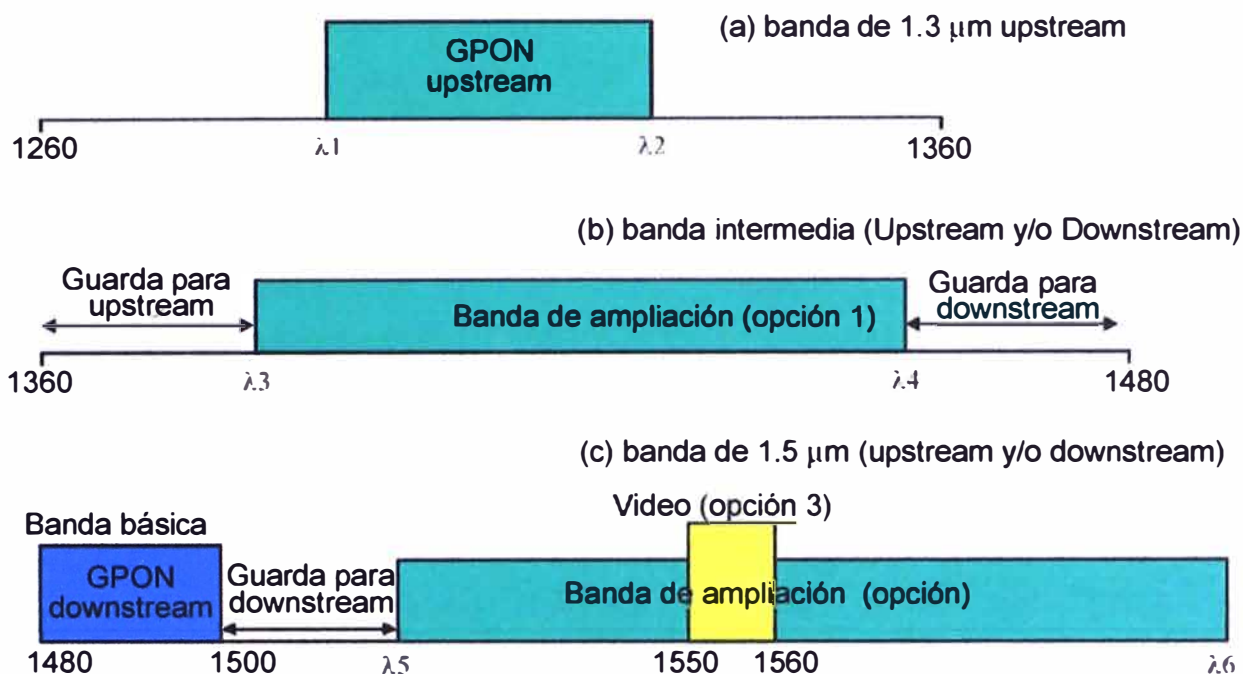 (a) banda de 1.3 μm upstream
GPON
upstream
1260
λ1
λ2
1360
(b) banda intermedia (Upstream y/o Downstream)
Guarda para
upstream
Banda de ampliación (opción 1)
Guarda para
downstream
1360
λ3
λ4
1480
(c) banda de 1.5 μm (upstream y/o downstream)
Video (opción 3)
Banda básica
GPON
downstream
Guarda para
downstream
Banda de ampliación (opción)
1480
1500
λ5
1550
1560
λ6